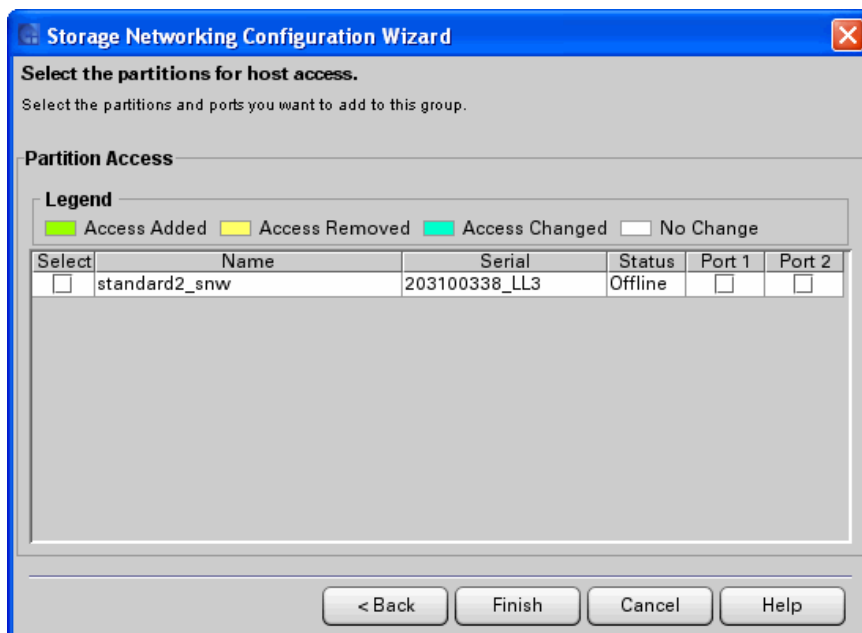 Storage Networking Configuration Wizard
Select the partitions for host access.
Select the partitions and ports you want to add to this group.
Partition Access
Legend
Access Added Access Removed Access Changed No Change
Select Name Serial Status Port 1 Port 2
standard2_snw 203100338_LL3 Offline
< Back Finish Cancel Help